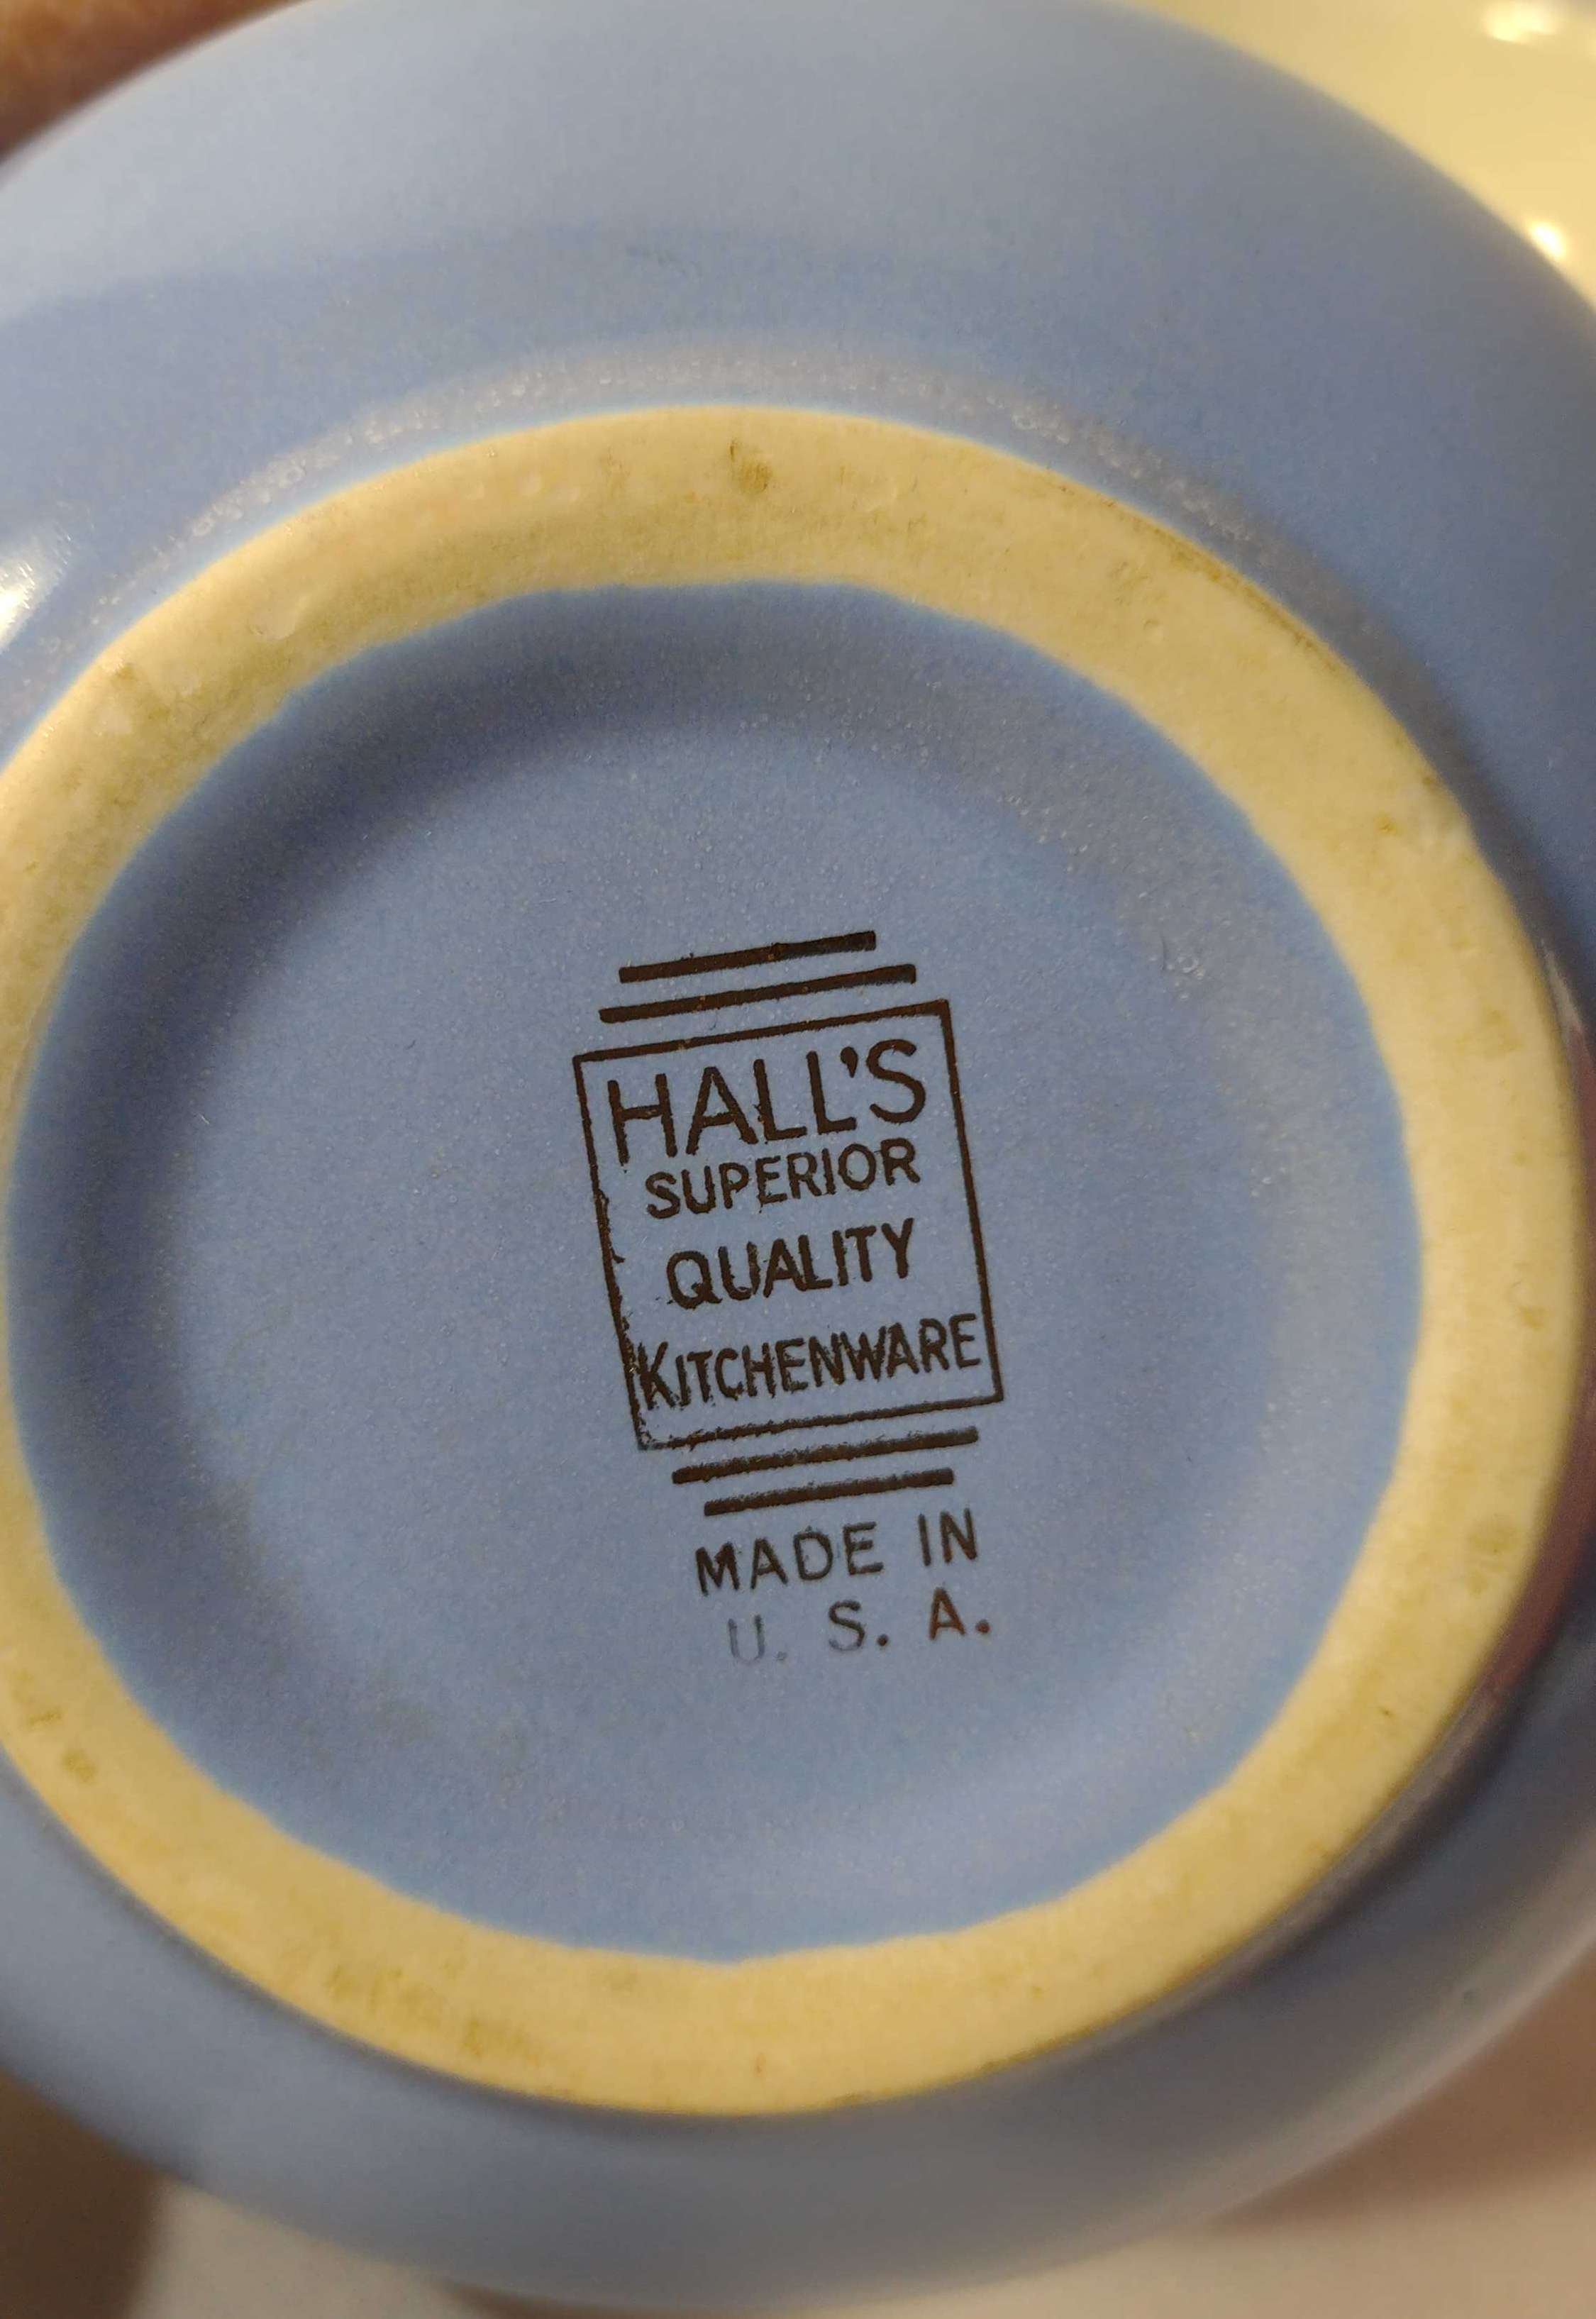 HALL'S
SUPERIOR
QUALITY
KITCHENWARE
MADE IN
U. S. A.